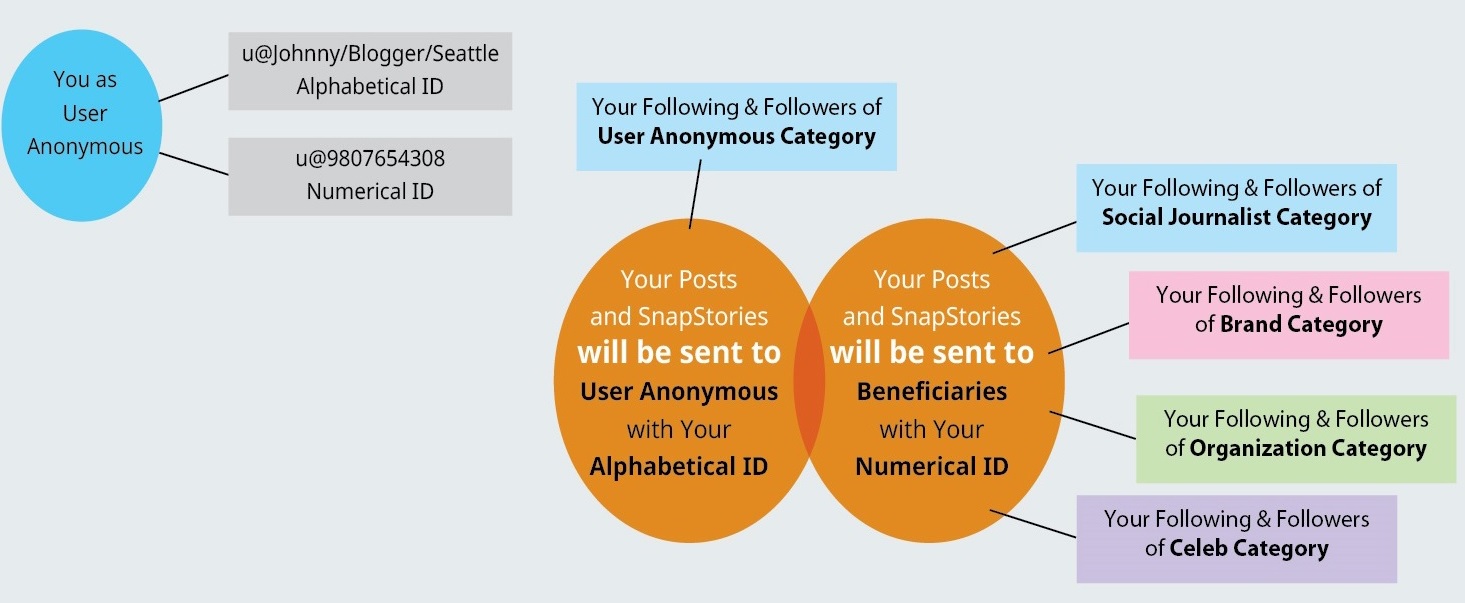 You as
User
Anonymous
u@Johnny/Blogger/Seattle
Alphabetical ID
u@9807654308
Numerical ID
Your Following & Followers of
User Anonymous Category
Your Posts
and SnapStories
will be sent to
User Anonymous
with Your
Alphabetical ID
Your Posts
and SnapStories
will be sent to
Beneficiaries
with Your
Numerical ID
Your Following & Followers of
Social Journalist Category
Your Following & Followers
of Brand Category
Your Following & Followers
of Organization Category
Your Following & Followers
of Celeb Category